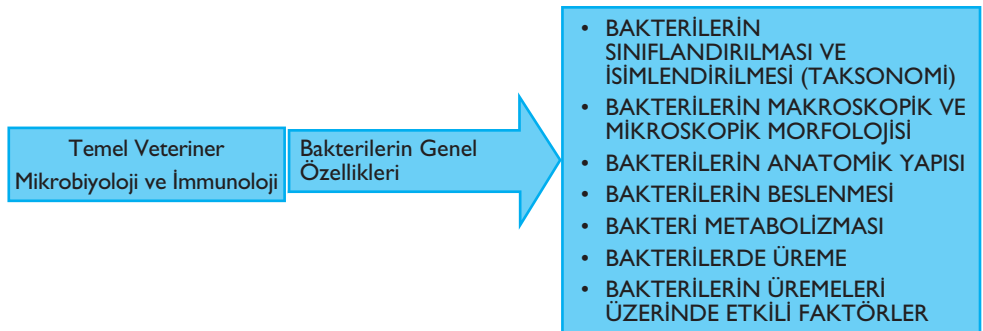 Temel Veteriner
Mikrobiyoloji ve İmmunoloji
Bakterilerin Genel
Özellikleri
• BAKTERİLERİN
SINIFLANDIRILMASI VE
İSİMLENDİRİLMESİ (TAKSONOMİ)
• BAKTERİLERİN MAKROSKOPİK VE
MİKROSKOPİK MORFOLOJİSİ
• BAKTERİLERİN ANATOMİK YAPISI
• BAKTERİLERİN BESLENMESİ
• BAKTERİ METABOLİZMASI
• BAKTERİLERDE ÜREME
• BAKTERİLERİN ÜREMELERİ
ÜZERİNDE ETKİLİ FAKTÖRLER